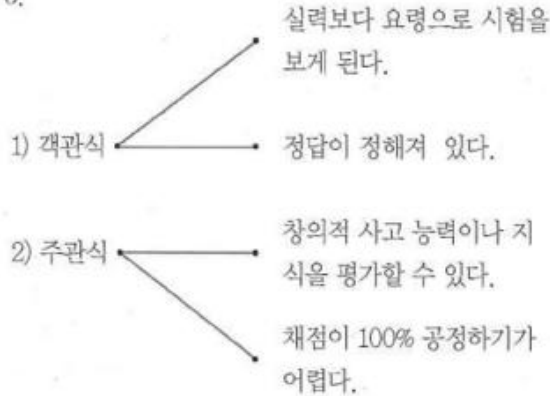 실력보다 요령으로 시험을
보게 된다.
1) 객관식
정답이 정해져 있다.
2) 주관식
창의적 사고 능력이나 지
식을 평가할 수 있다.
채점이 100% 공정하기가
어렵다.